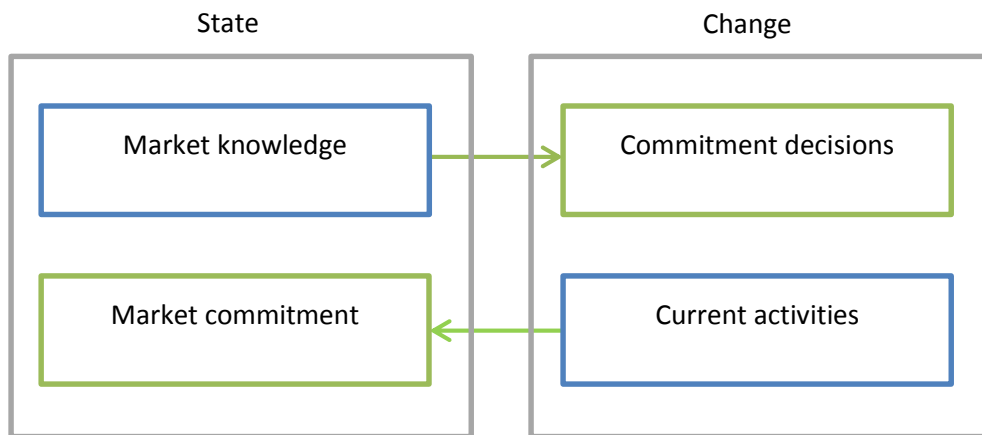 State
Change
Market knowledge
Commitment decisions
Market commitment
Current activities